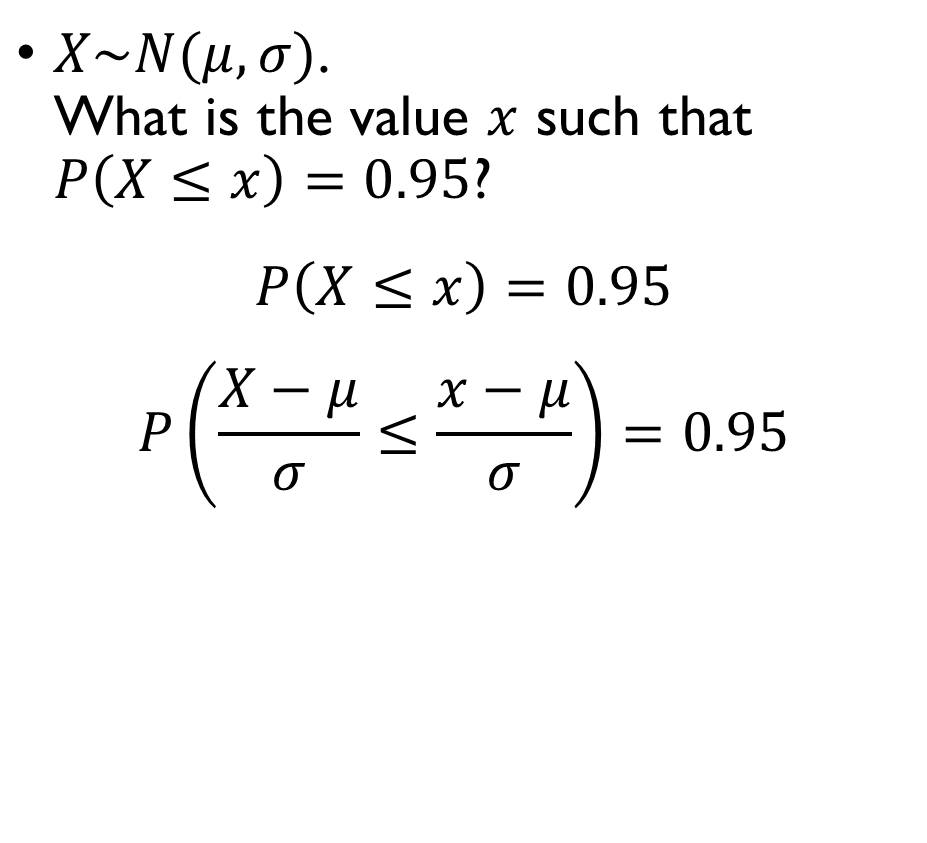 • X~N(μ, σ).
What is the value x such that
P(X ≤ x) = 0.95?
P(X ≤ x) = 0.95
P((X − μ)/σ ≤ (x − μ)/σ) = 0.95